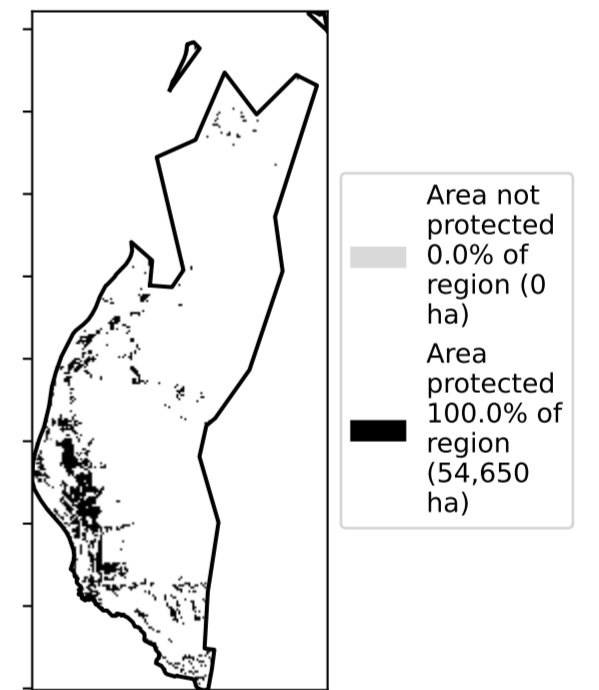 Area not
protected
0.0% of
region (0
ha)
Area
protected
100.0% of
region
(54,650
ha)